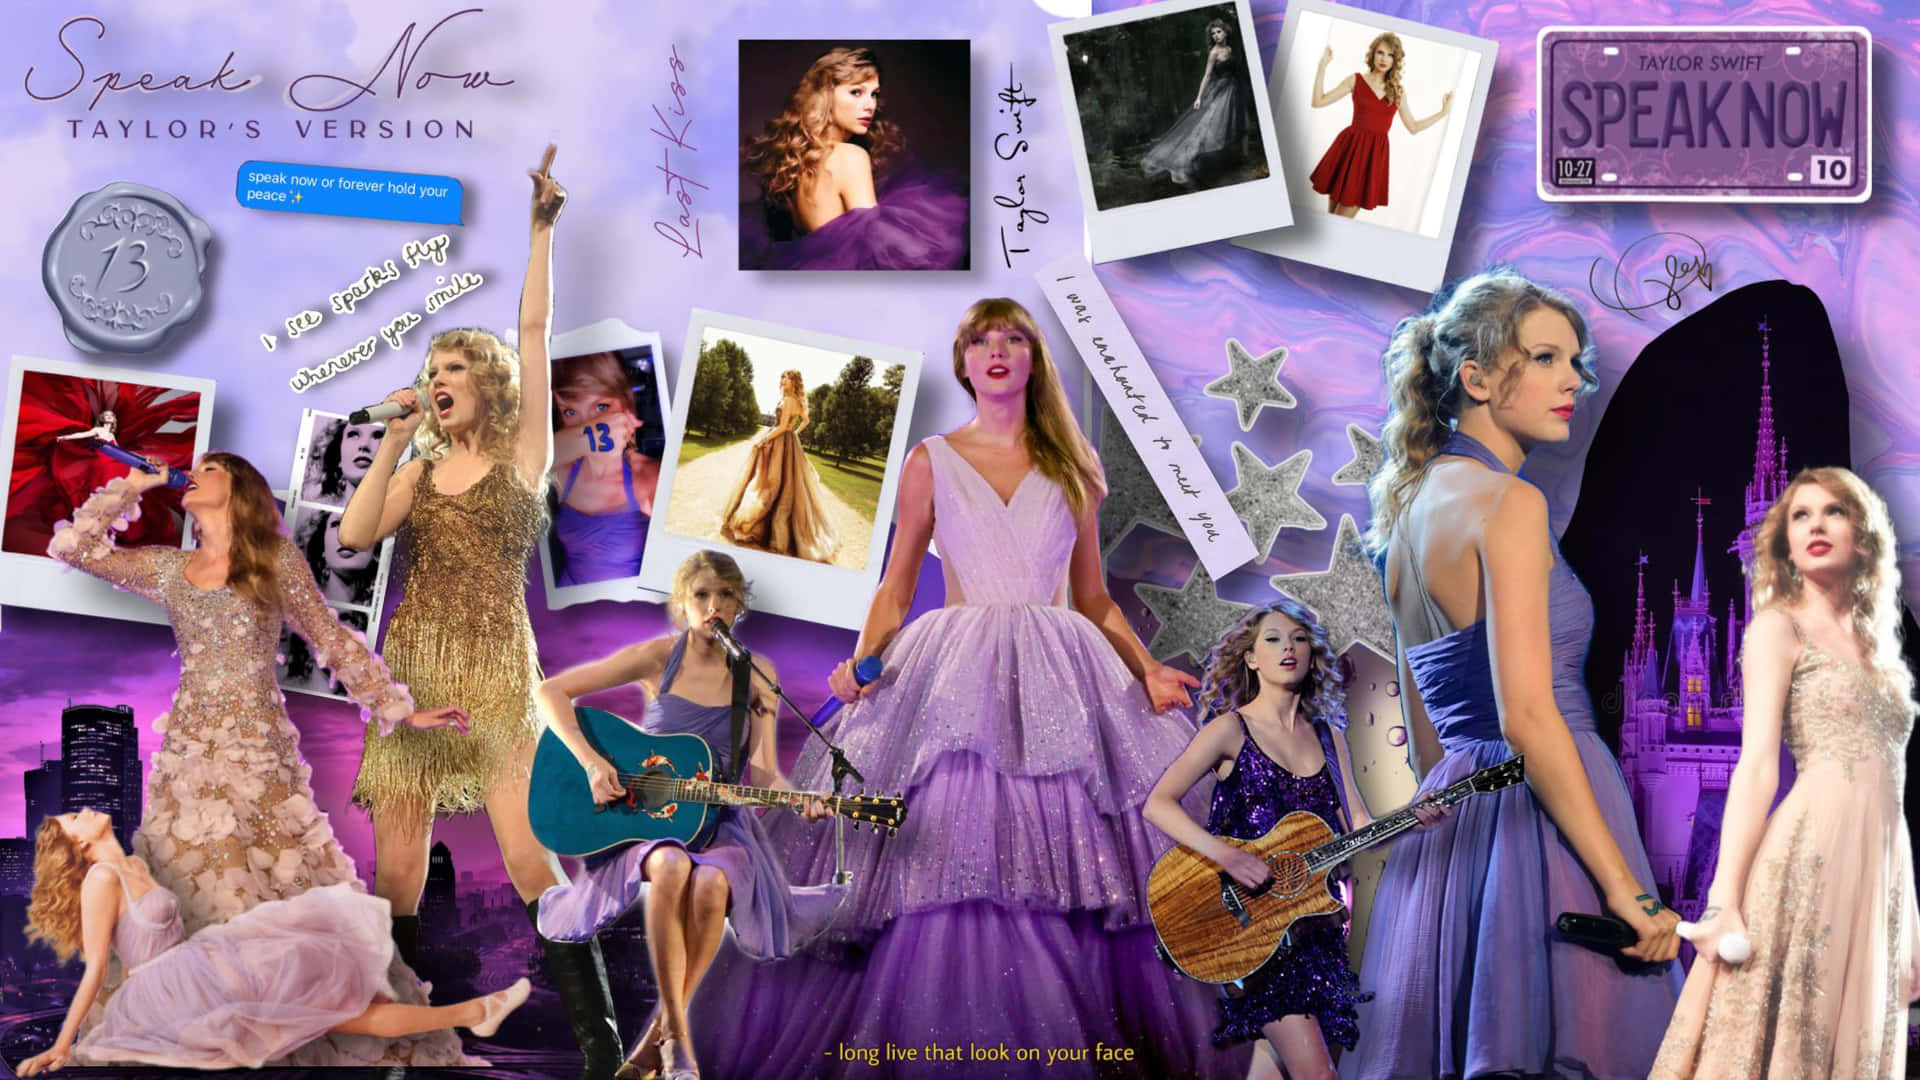 Speak Now
TAYLOR'S VERSION
speak now or forever hold your
peace✨
13
I see sparks fly
whenever you smile
Last Kiss
Taylor Swift
TAYLOR SWIFT
SPEAK NOW
10-27
10
13
I was enchanted to meet you
- long live that look on your face